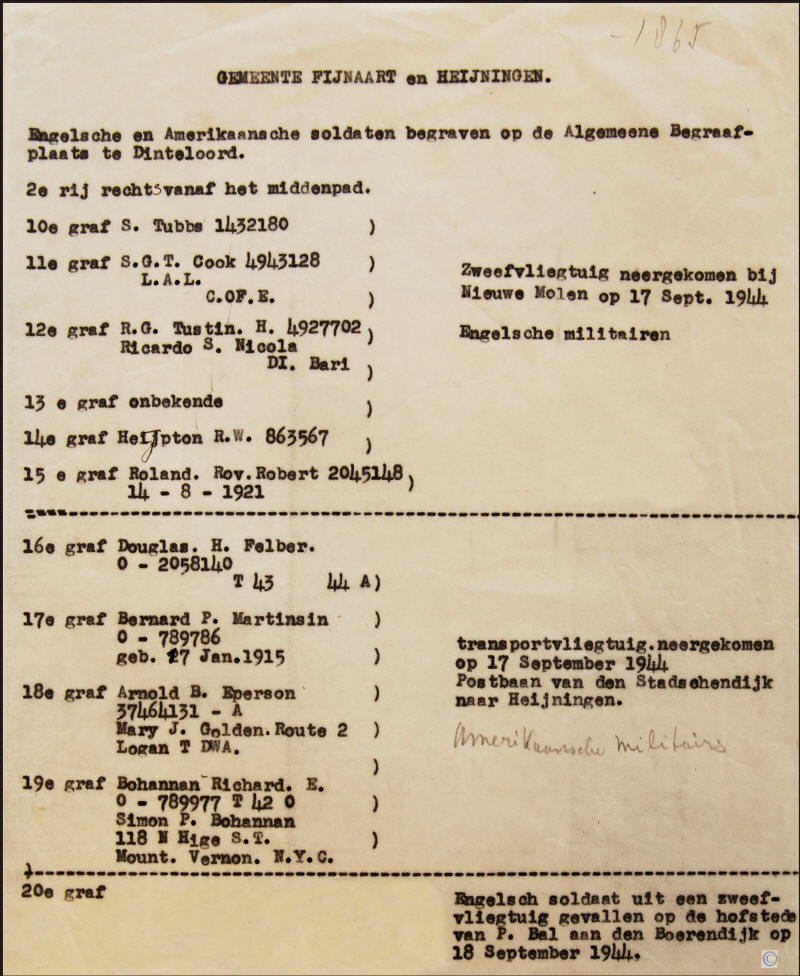 - 1865
GEMEENTE FIJNAART en HEIJNINGEN.
Engelsche en Amerikaansche soldaten begraven op de Algemeene Begraaf-
plaats te Dinteloord.
2e rij rechtsvanaf het middenpad.
10e graf S. Tubbs 1432180 )
11e graf S.G.T. Cook 4943128 )
L.A.L.
C.OF.E. )
Zweefvliegtuig neergekomen bij
Nieuwe Molen op 17 Sept. 1944
12e graf R.G. Tustin. H. 4927702 )
Ricardo S. Nicola
DI. Bari )
Engelsche militairen
13 e graf onbekende )
14e graf Heijpton R.W. 863567 )
15 e graf Roland. Rov.Robert 2045148 )
14 - 8 - 1921 )
16e graf Douglas. H. Felber.
O - 2058140
T 43 44 A)
17e graf Bernard P. Martinsin )
O - 789786
geb. 27 Jan.1915 )
transportvliegtuig.neergekomen
op 17 September 1944
Postbaan van den Stadsehendijk
naar Heijningen.
18e graf Arnold B. Eperson )
37464131 - A
Mary J. Golden.Route 2 )
Logan T DWA.
)
Amerikaansche militairs
19e graf Bohannan Richard. E.
O - 789977 T 42 O )
Simon P. Bohannan
118 N Hige S.T. )
Mount. Vernon. N.Y.C.
)
20e graf
Engelsch soldaat uit een zweef-
vliegtuig gevallen op de hofstede
van P. Bal aan den Boerendijk op
18 September 1944.
©